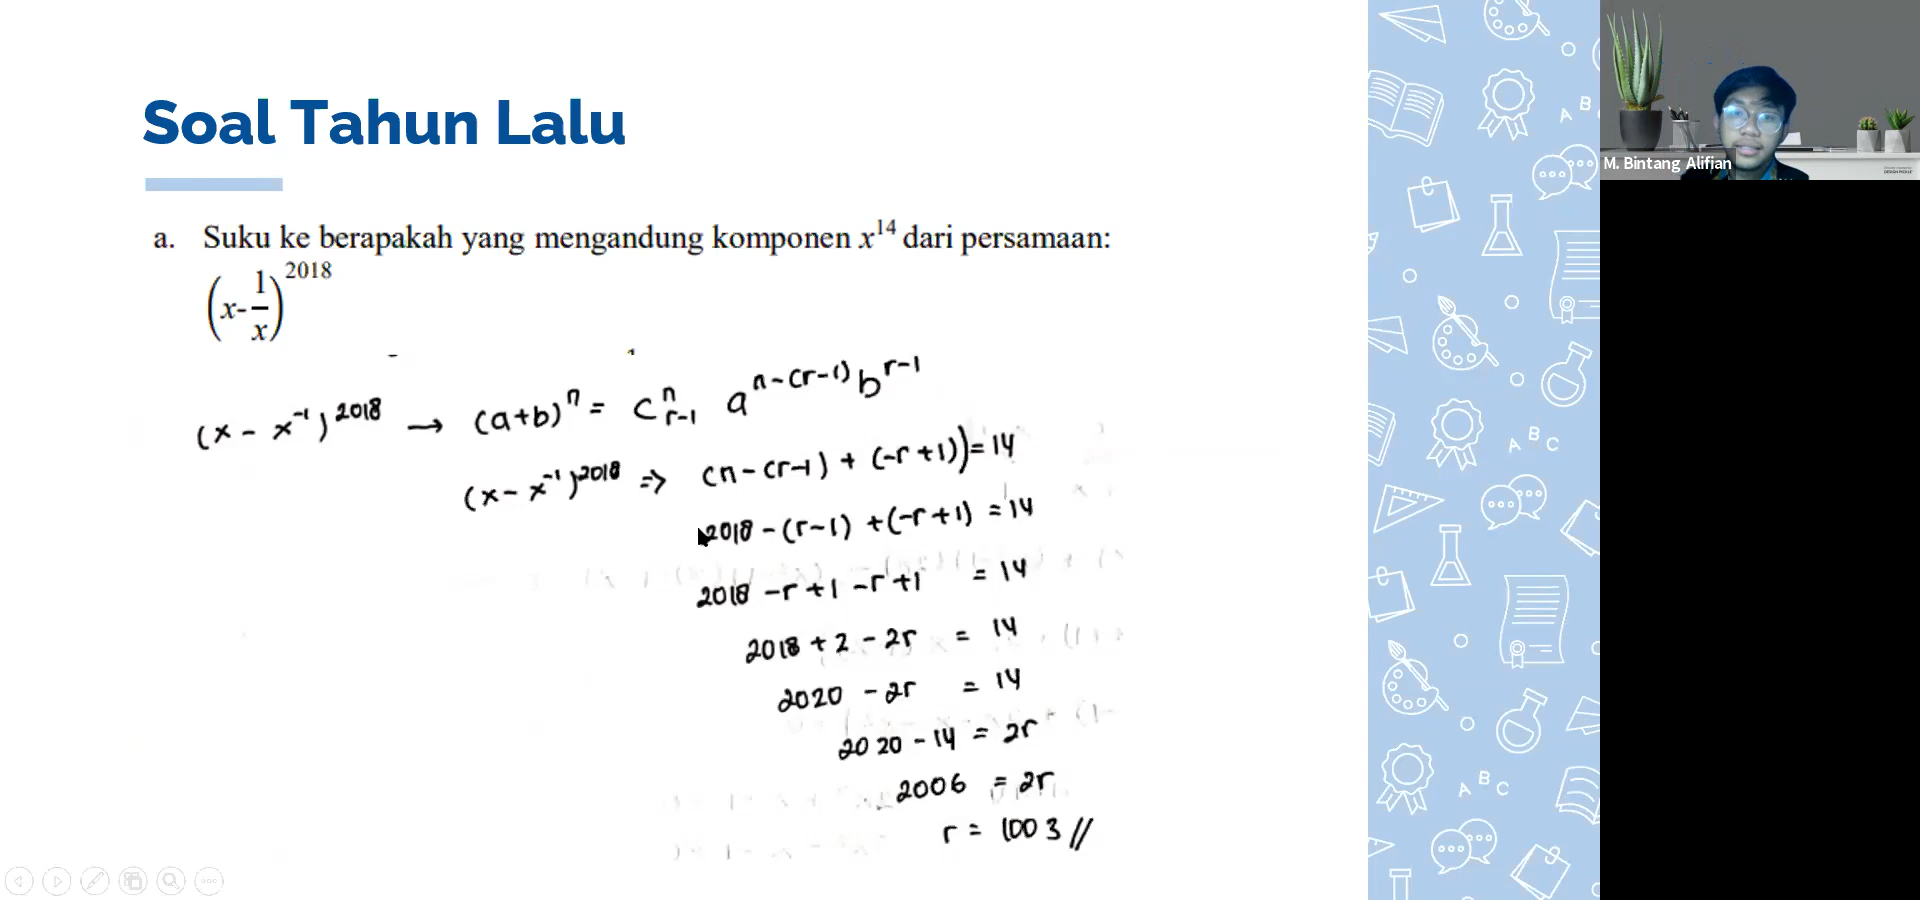 Soal Tahun Lalu
a. Suku ke berapakah yang mengandung komponen x^14 dari persamaan:
(x-1/x)^2018
(x - x^-1)^2018 → (a+b)^n = C^n_r-1 a^n-(r-1) b^r-1
(x - x^-1)^2018 ⇒ (n-(r-1) + (-r+1))=14
2018 - (r-1) + (-r+1) = 14
2018 -r +1 -r +1 = 14
2018 + 2 - 2r = 14
2020 - 2r = 14
2020 - 14 = 2r
2006 = 2r
r = 1003 //
M. Bintang Alifian
A B C
A B C
A B C